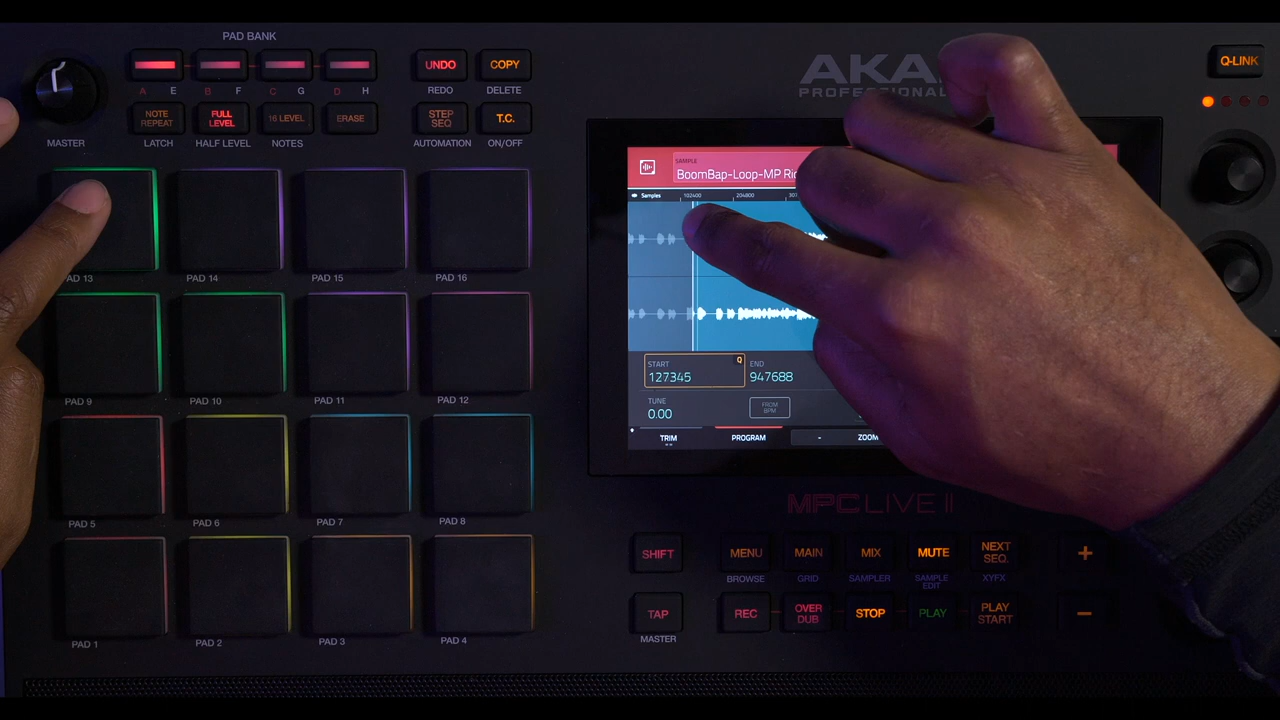 PAD BANK
A E B F C G D H
UNDO COPY
REDO DELETE
NOTE REPEAT
FULL LEVEL
16 LEVEL
ERASE
STEP SEQ
T.C.
MASTER
LATCH HALF LEVEL NOTES
AUTOMATION ON/OFF
PAD 13 PAD 14 PAD 15 PAD 16
PAD 9 PAD 10 PAD 11 PAD 12
PAD 5 PAD 6 PAD 7 PAD 8
PAD 1 PAD 2 PAD 3 PAD 4
PROFESSIONAL
Q-LINK
SAMPLE
BoomBap-Loop-MP
Samples 102400 204800
START Q END
127345 947688
TUNE
0.00
FROM BPM
TRIM PROGRAM - ZOOM
MPC LIVE II
SHIFT MENU MAIN MIX MUTE NEXT SEQ. +
BROWSE GRID SAMPLER SAMPLE EDIT XYFX
TAP REC OVER DUB STOP PLAY PLAY START −
MASTER